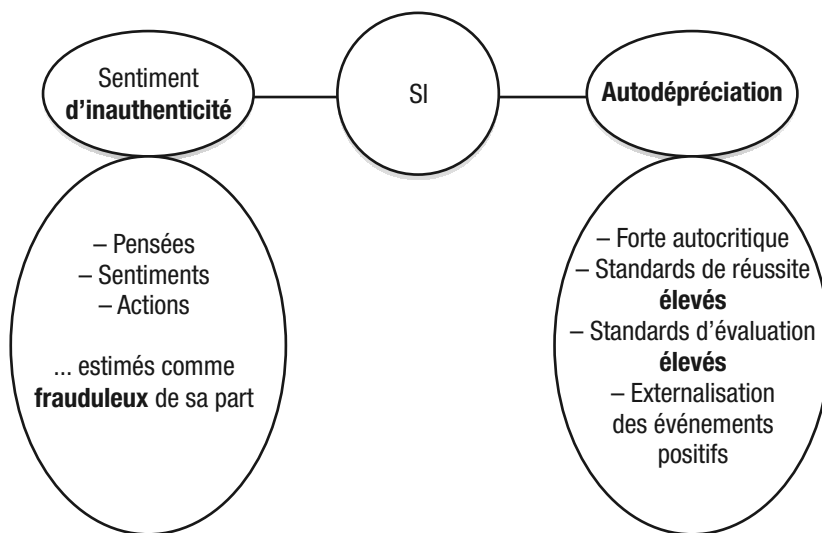 Sentiment
d'inauthenticité
SI
Autodépréciation
– Pensées
– Sentiments
– Actions
... estimés comme
frauduleux de sa part
– Forte autocritique
– Standards de réussite
élevés
– Standards d'évaluation
élevés
– Externalisation
des événements
positifs